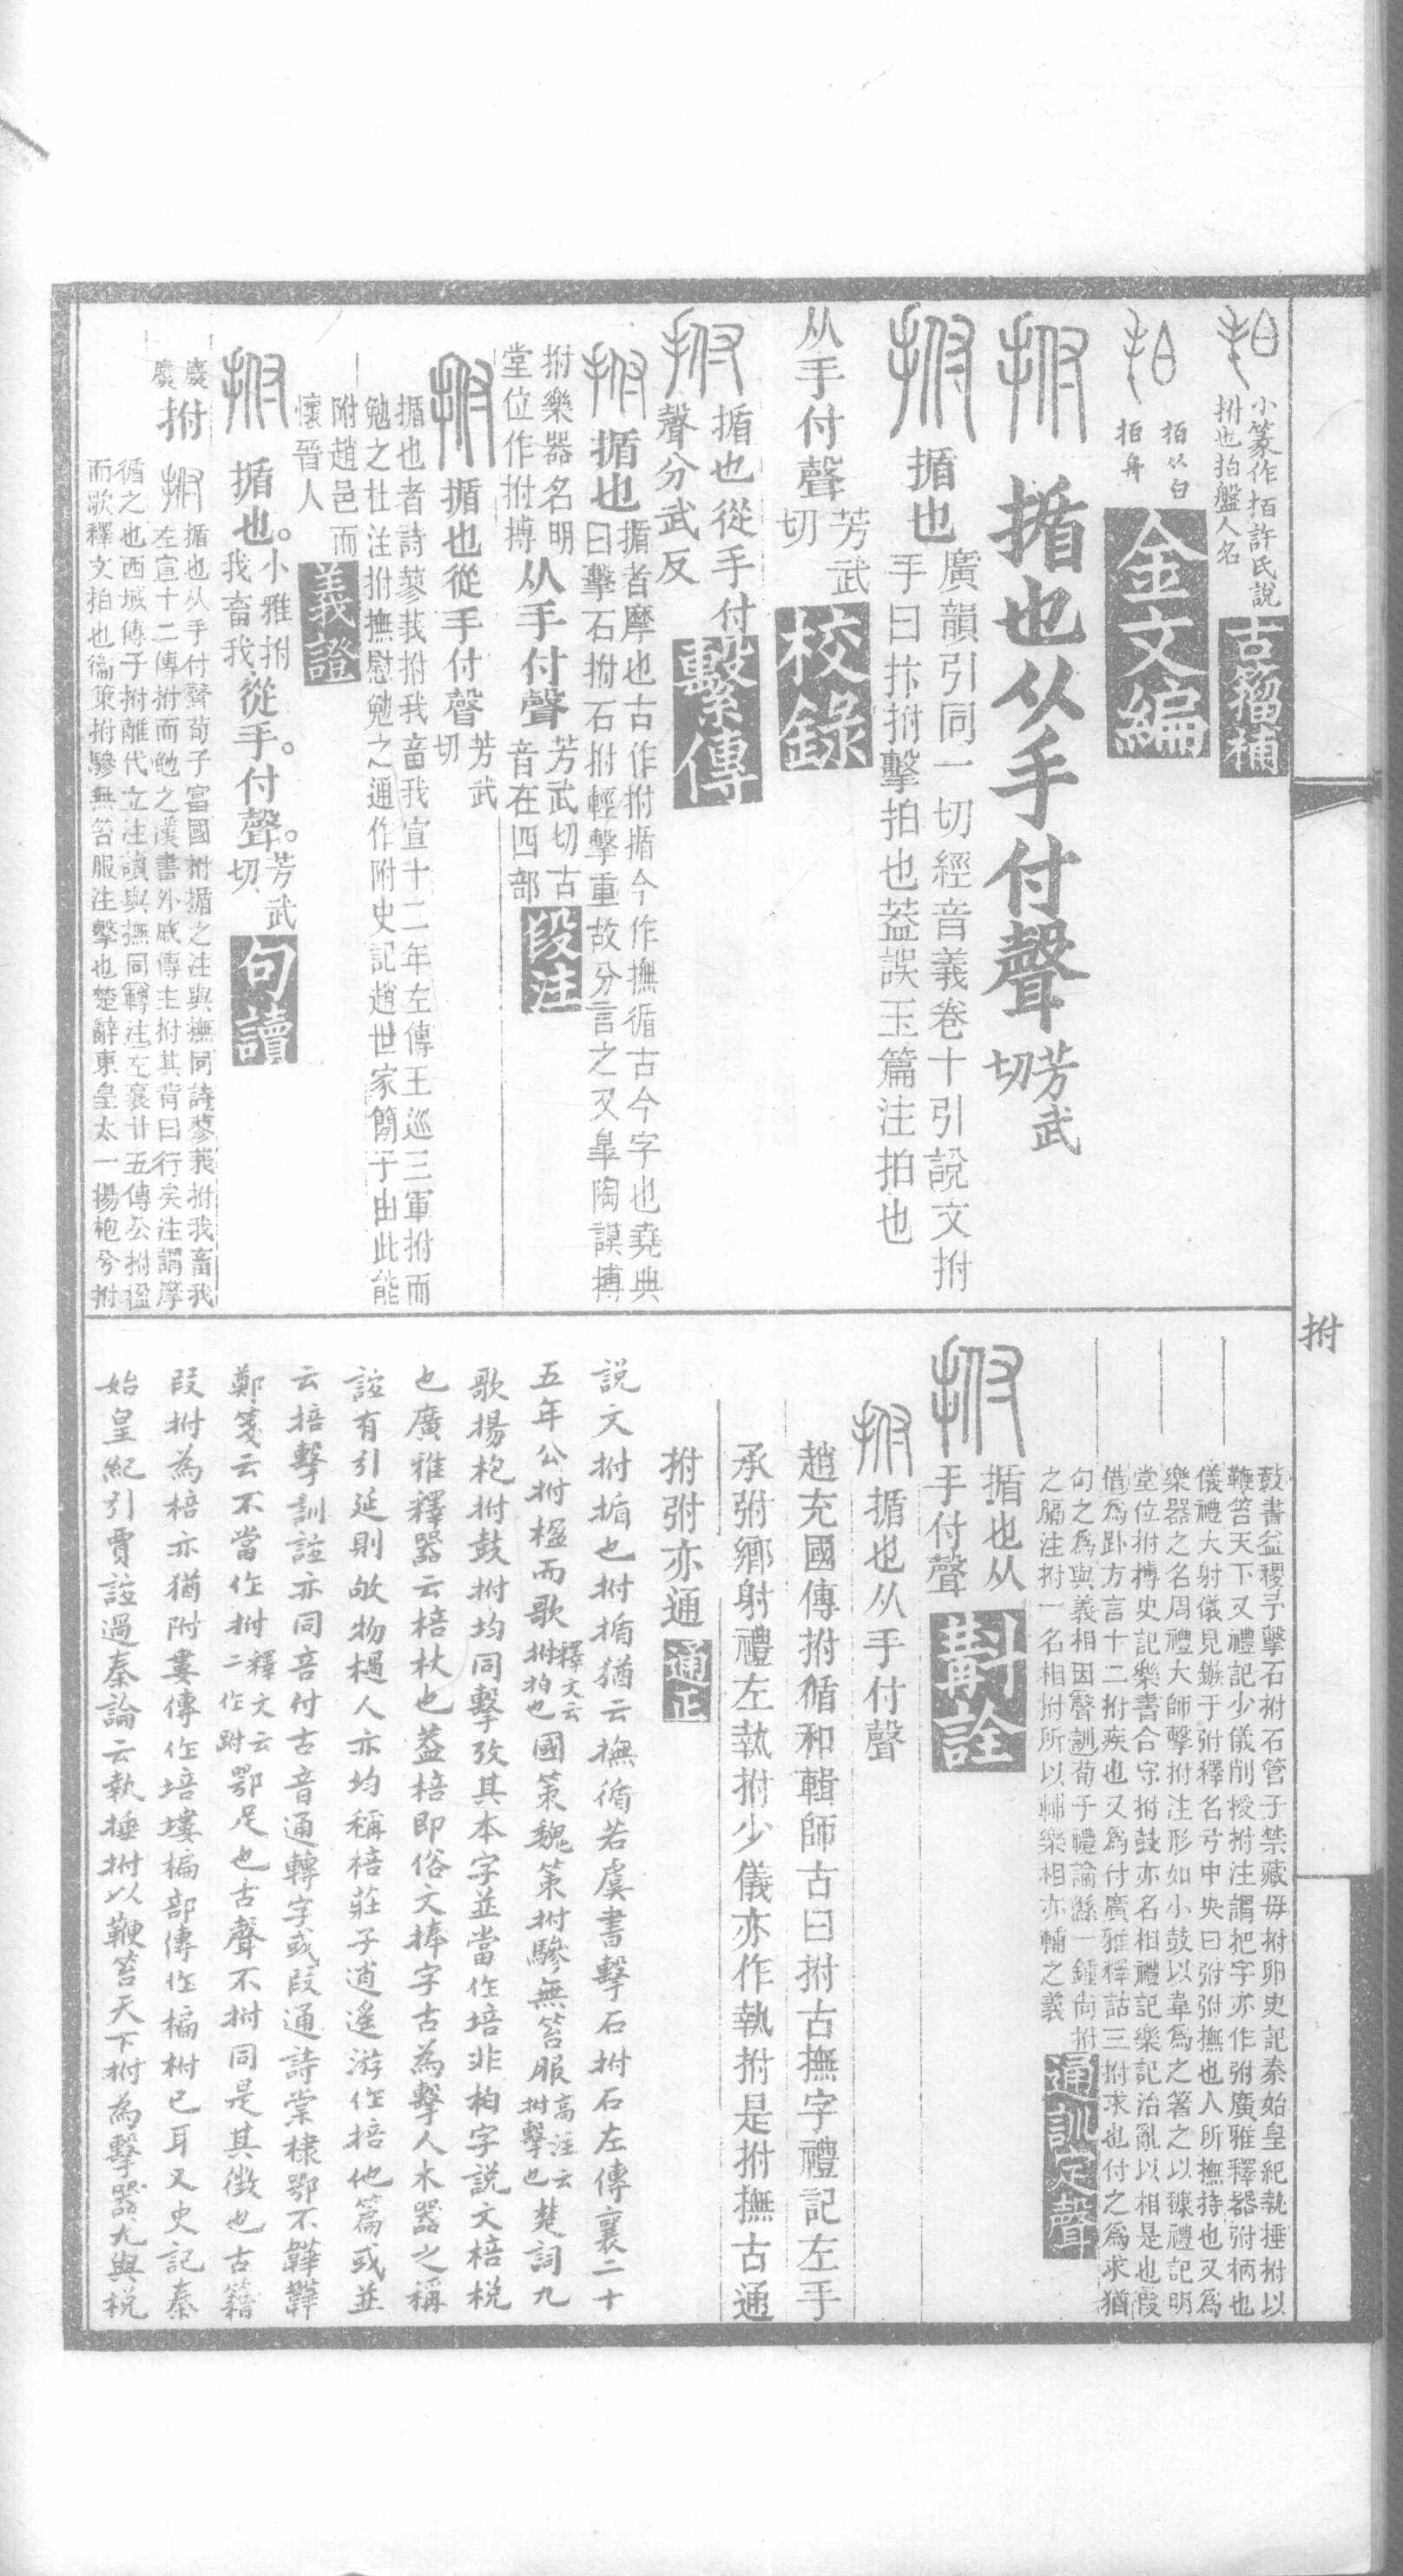 小篆作𢫦許氏說
拊也拍盤人名
古籀補
𢫦从白
𢫦舟
金文編
揗也从手付聲
芳武
切
揗也
廣韻引同一切經音義卷十引說文拊
手曰抃拊擊拍也葢誤玉篇注拍也
从手付聲
芳武
切
校錄
揗也從手付
聲分武反
繫傳
揗也
揗者摩也古作拊揗今作撫循古今字也堯典
曰擊石拊石拊輕擊重故分言之又皐陶謨搏
拊樂器名明
堂位作拊搏
从手付聲
芳武切古
音在四部
段注
揗也從手付聲
芳武
切
揗也者詩蓼莪拊我畜我宣十二年左傳王巡三軍拊而
勉之杜注拊撫慰勉之通作附史記趙世家簡子由此能
附趙邑而
懷晉人
義證
揗也。
小雅拊
我畜我
從手。付聲。
芳武
切
句讀
拊
揗也从手付聲荀子富國拊揗之注與撫同詩蓼莪拊我畜我
左宣十二傳拊而勉之漢書外戚傳主拊其背曰行矣注謂摩
循之也西域傳子拊離代立注讀與撫同轉注左襄廿五傳公拊楹
而歌釋文拍也衞策拊驂無笞服注擊也楚辭東皇太一揚枹兮拊
鼓書益稷予擊石拊石管子禁藏毋拊卵史記秦始皇紀執捶拊以
鞭笞天下又禮記少儀削授拊注謂把字亦作弣廣雅釋器弣柄也
儀禮大射儀見鏃于弣釋名弓中央曰弣弣撫也人所撫持也又爲
樂器之名周禮大師擊拊注形如小鼓以韋爲之著之以穅禮記明
堂位拊搏史記樂書合守拊鼓亦名相禮記樂記治亂以相是也假
借爲䟔方言十二拊疾也又爲付廣雅釋詁三拊求也付之爲求猶
匄之爲與義相因聲訓荀子禮論縣一鍾尚拊
之膈注拊一名相拊所以輔樂相亦輔之義
通訓定聲
揗也从
手付聲
斠詮
揗也从手付聲
趙充國傳拊循和輯師古曰拊古撫字禮記左手
承弣鄉射禮左執拊少儀亦作執拊是拊撫古通
拊弣亦通
通正
説文拊揗也拊揗猶云撫循若虞書擊石拊石左傳襄二十
五年公拊楹而歌
釋文云
拊拍也
國策魏策拊驂無笞服
高注云
拊擊也
楚詞九
歌揚枹拊鼓拊均同擊攷其本字並當作掊非柏字説文棓梲
也廣雅釋器云棓杖也葢棓即俗文捧字古為擊人木器之稱
誼有引延則敂物撾人亦均稱棓莊子逍遥游作掊他篇或並
云掊擊訓誼亦同咅付古音通轉字或叚通詩棠棣鄂不韡韡
鄭箋云不當作拊
釋文云
二作跗
鄂足也古聲不拊同是其徵也古籍
叚拊為棓亦猶附婁傳作培塿楄部傳作楄柎已耳又史記秦
始皇紀引賈誼過秦論云執捶拊以鞭笞天下拊為擊器尢與梲
拊